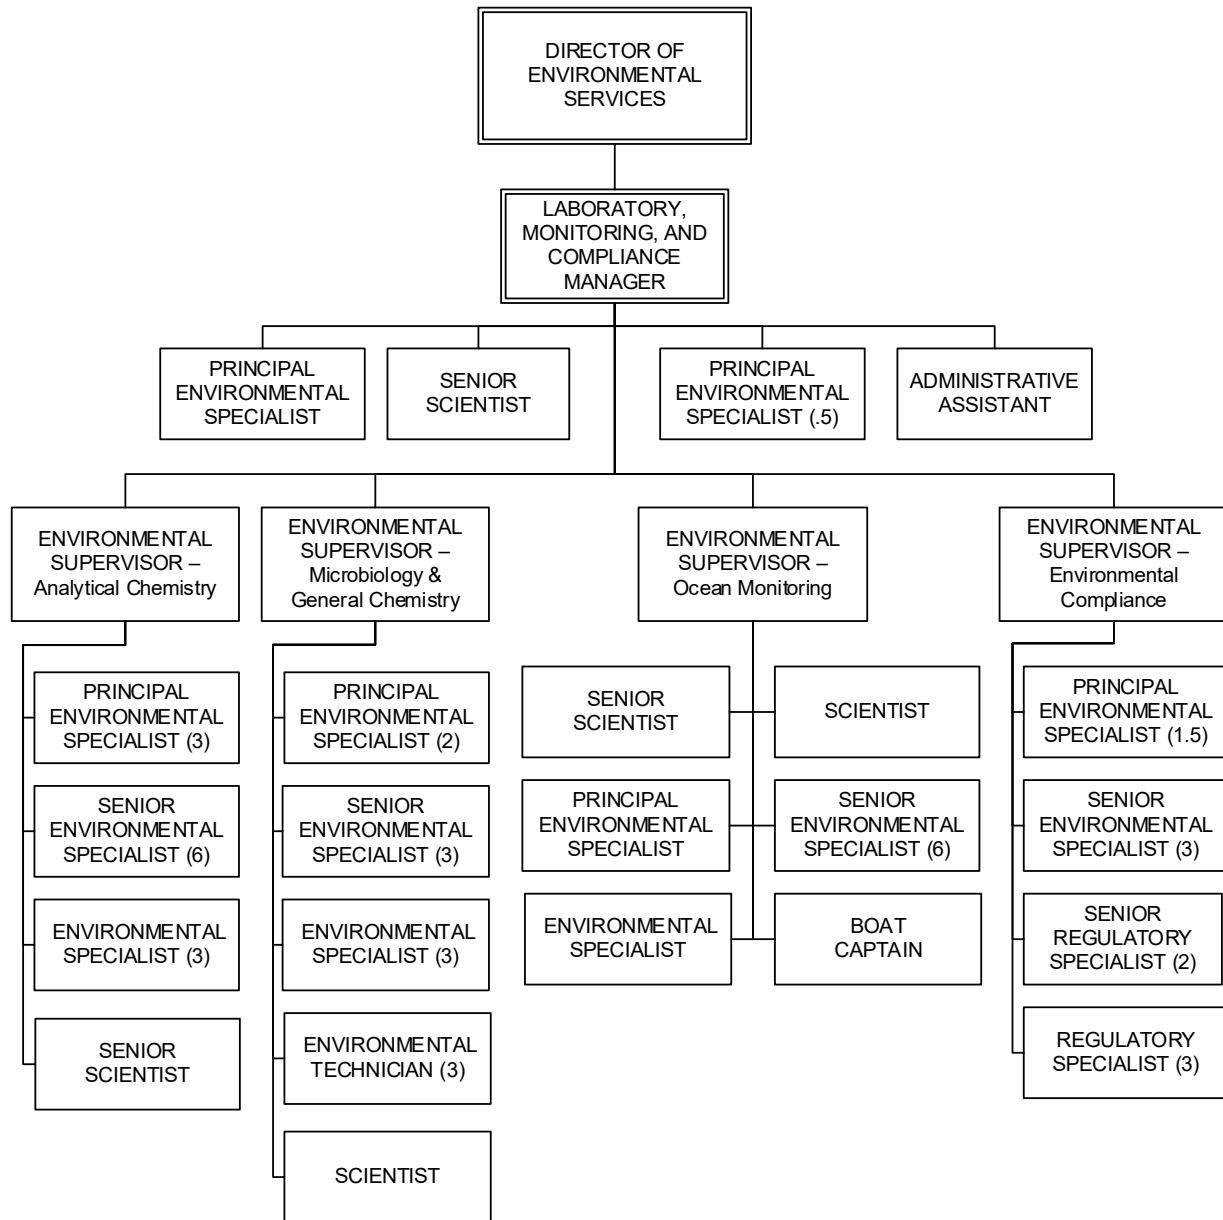 DIRECTOR OF
ENVIRONMENTAL
SERVICES
LABORATORY,
MONITORING, AND
COMPLIANCE
MANAGER
PRINCIPAL
ENVIRONMENTAL
SPECIALIST
SENIOR
SCIENTIST
PRINCIPAL
ENVIRONMENTAL
SPECIALIST (.5)
ADMINISTRATIVE
ASSISTANT
ENVIRONMENTAL
SUPERVISOR –
Analytical Chemistry
ENVIRONMENTAL
SUPERVISOR –
Microbiology &
General Chemistry
ENVIRONMENTAL
SUPERVISOR –
Ocean Monitoring
ENVIRONMENTAL
SUPERVISOR –
Environmental
Compliance
PRINCIPAL
ENVIRONMENTAL
SPECIALIST (3)
SENIOR
ENVIRONMENTAL
SPECIALIST (6)
ENVIRONMENTAL
SPECIALIST (3)
SENIOR
SCIENTIST
PRINCIPAL
ENVIRONMENTAL
SPECIALIST (2)
SENIOR
ENVIRONMENTAL
SPECIALIST (3)
ENVIRONMENTAL
SPECIALIST (3)
ENVIRONMENTAL
TECHNICIAN (3)
SCIENTIST
SENIOR
SCIENTIST
SCIENTIST
PRINCIPAL
ENVIRONMENTAL
SPECIALIST
SENIOR
ENVIRONMENTAL
SPECIALIST (6)
ENVIRONMENTAL
SPECIALIST
BOAT
CAPTAIN
PRINCIPAL
ENVIRONMENTAL
SPECIALIST (1.5)
SENIOR
ENVIRONMENTAL
SPECIALIST (3)
SENIOR
REGULATORY
SPECIALIST (2)
REGULATORY
SPECIALIST (3)